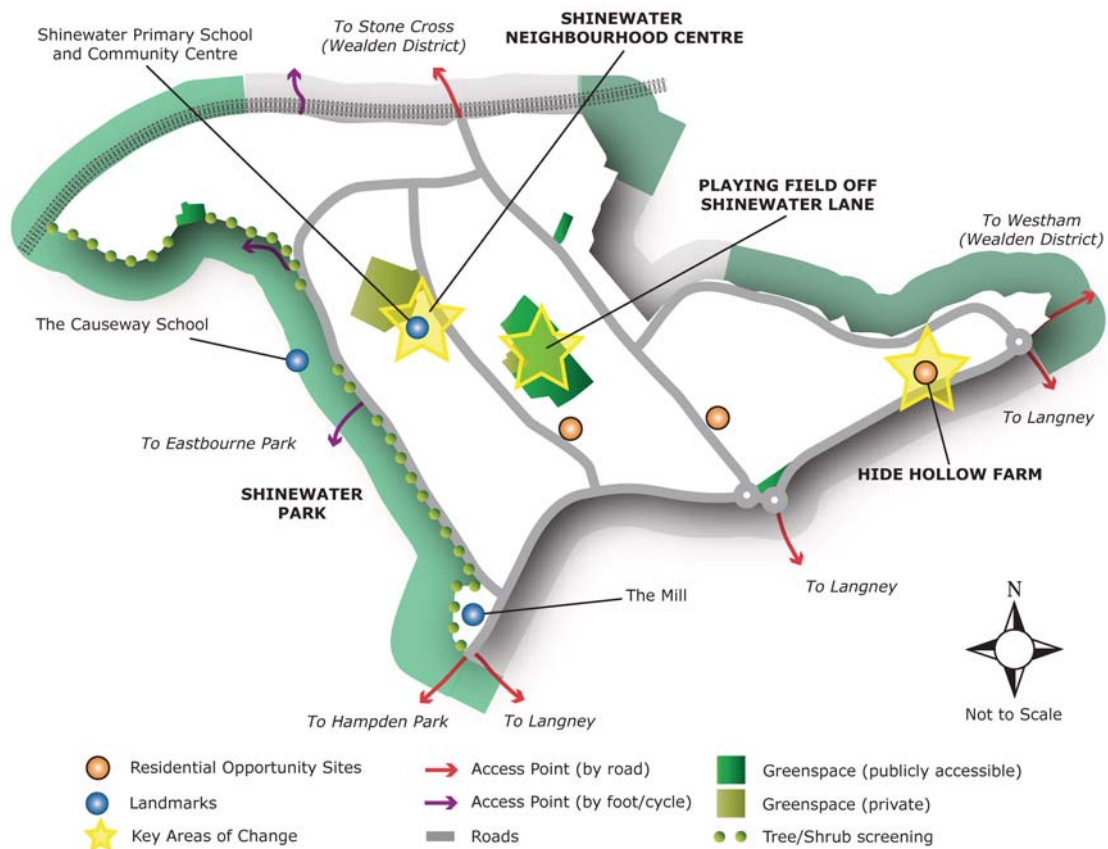 SHINEWATER
NEIGHBOURHOOD CENTRE
To Stone Cross
(Wealden District)
Shinewater Primary School
and Community Centre
PLAYING FIELD OFF
SHINEWATER LANE
To Westham
(Wealden District)
The Causeway School
To Langney
To Eastbourne Park
HIDE HOLLOW FARM
SHINEWATER
PARK
To Langney
The Mill
N
Not to Scale
To Hampden Park
To Langney
Residential Opportunity Sites
Landmarks
Key Areas of Change
Access Point (by road)
Access Point (by foot/cycle)
Roads
Greenspace (publicly accessible)
Greenspace (private)
Tree/Shrub screening